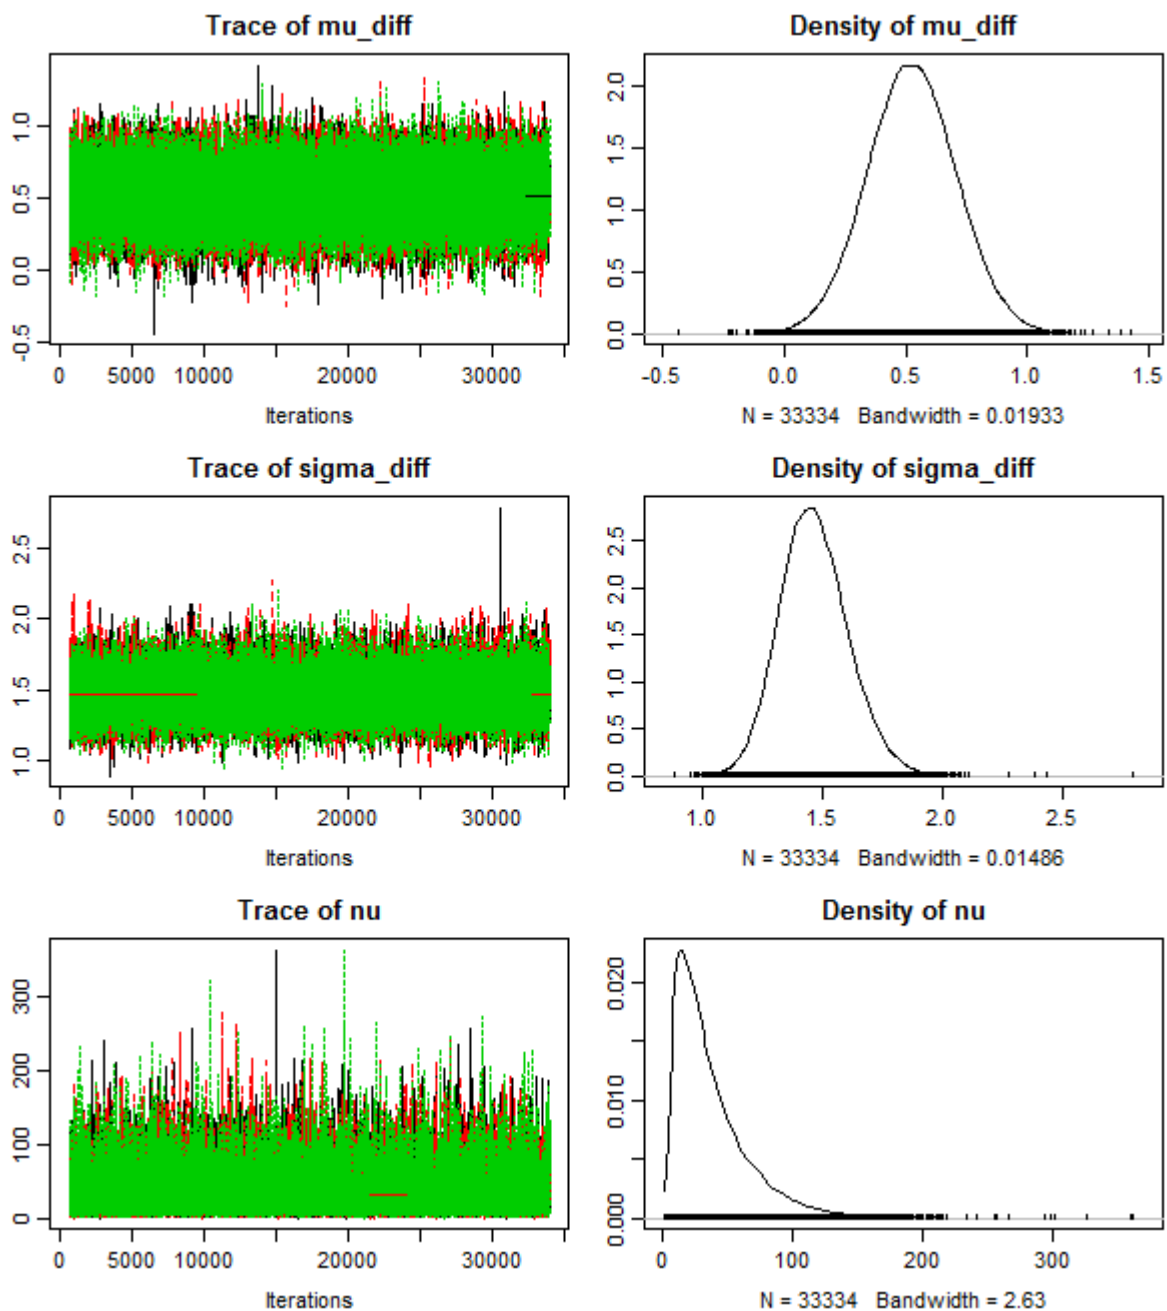 Trace of mu_diff
-0.5 0.0 0.5 1.0
0 5000 10000 20000 30000
Iterations
Density of mu_diff
0.0 0.5 1.0 1.5 2.0
-0.5 0.0 0.5 1.0 1.5
N = 33334 Bandwidth = 0.01933
Trace of sigma_diff
1.0 1.5 2.0 2.5
0 5000 10000 20000 30000
Iterations
Density of sigma_diff
0.0 0.5 1.0 1.5 2.0 2.5
1.0 1.5 2.0 2.5
N = 33334 Bandwidth = 0.01486
Trace of nu
0 100 200 300
0 5000 10000 20000 30000
Iterations
Density of nu
0.000 0.010 0.020
0 100 200 300
N = 33334 Bandwidth = 2.63